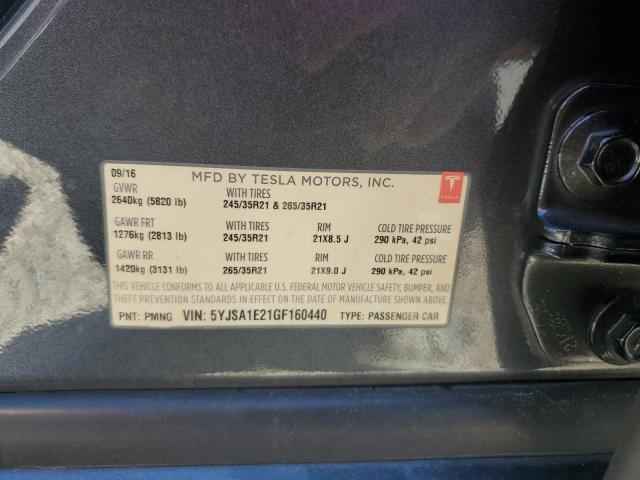 09/16 MFD BY TESLA MOTORS, INC.
GVWR WITH TIRES
2640kg (5820 lb) 245/35R21 & 265/35R21
TESLA
GAWR FRT WITH TIRES RIM COLD TIRE PRESSURE
1276kg (2813 lb) 245/35R21 21X8.5 J 290 kPa, 42 psi
GAWR RR WITH TIRES RIM COLD TIRE PRESSURE
1420kg (3131 lb) 265/35R21 21X9.0 J 290 kPa, 42 psi
THIS VEHICLE CONFORMS TO ALL APPLICABLE U.S. FEDERAL MOTOR VEHICLE SAFETY, BUMPER, AND
THEFT PREVENTION STANDARDS IN EFFECT ON THE DATE OF MANUFACTURE SHOWN ABOVE.
PNT: PMNG VIN: 5YJSA1E21GF160440 TYPE: PASSENGER CAR